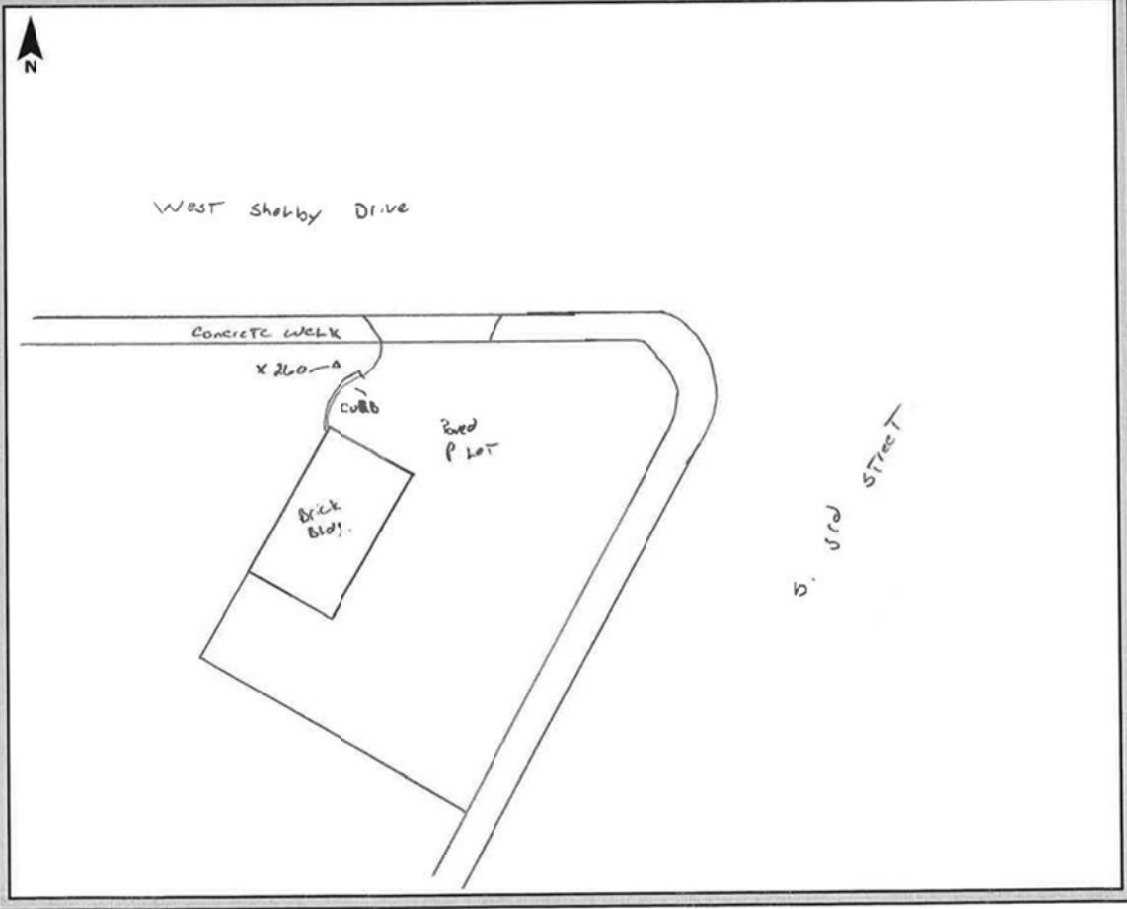 N
West Shelby Drive
Concrete Walk
X 260
Curb
Paved
P Lot
Brick
Bldg.
3rd Street